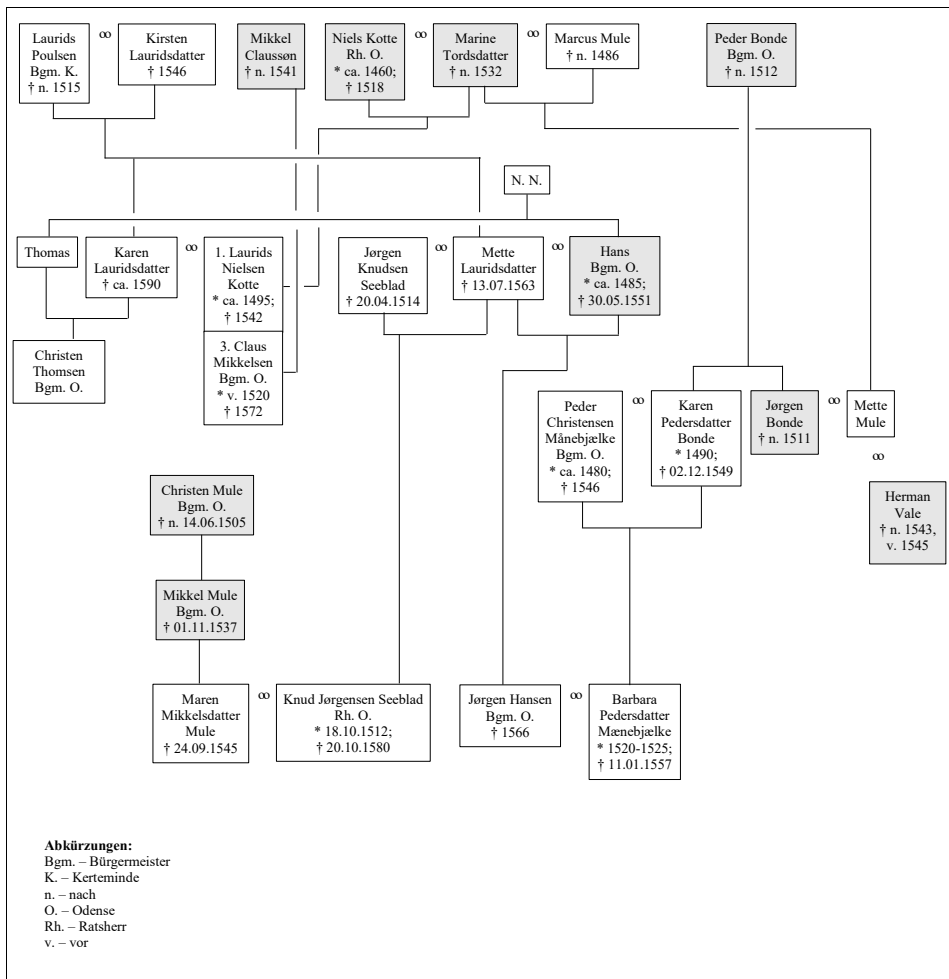 Laurids
Poulsen
Bgm. K.
† n. 1515
∞
Kirsten
Lauridsdatter
† 1546
Mikkel
Claussøn
† n. 1541
Niels Kotte
Rh. O.
* ca. 1460;
† 1518
∞
Marine
Tordsdatter
† n. 1532
∞
Marcus Mule
† n. 1486
Peder Bonde
Bgm. O.
† n. 1512
N. N.
Thomas
Karen
Lauridsdatter
† ca. 1590
∞
1. Laurids
Nielsen
Kotte
* ca. 1495;
† 1542
3. Claus
Mikkelsen
Bgm. O.
* v. 1520
† 1572
Jørgen
Knudsen
Seeblad
† 20.04.1514
∞
Mette
Lauridsdatter
† 13.07.1563
∞
Hans
Bgm. O.
* ca. 1485;
† 30.05.1551
Christen
Thomsen
Bgm. O.
Peder
Christensen
Månebjælke
Bgm. O.
* ca. 1480;
† 1546
∞
Karen
Pedersdatter
Bonde
* 1490;
† 02.12.1549
Jørgen
Bonde
† n. 1511
∞
Mette
Mule
∞
Herman
Vale
† n. 1543,
v. 1545
Christen Mule
Bgm. O.
† n. 14.06.1505
Mikkel Mule
Bgm. O.
† 01.11.1537
Maren
Mikkelsdatter
Mule
† 24.09.1545
∞
Knud Jørgensen Seeblad
Rh. O.
* 18.10.1512;
† 20.10.1580
Jørgen Hansen
Bgm. O.
† 1566
∞
Barbara
Pedersdatter
Mænebjælke
* 1520-1525;
† 11.01.1557
Abkürzungen:
Bgm. – Bürgermeister
K. – Kerteminde
n. – nach
O. – Odense
Rh. – Ratsherr
v. – vor